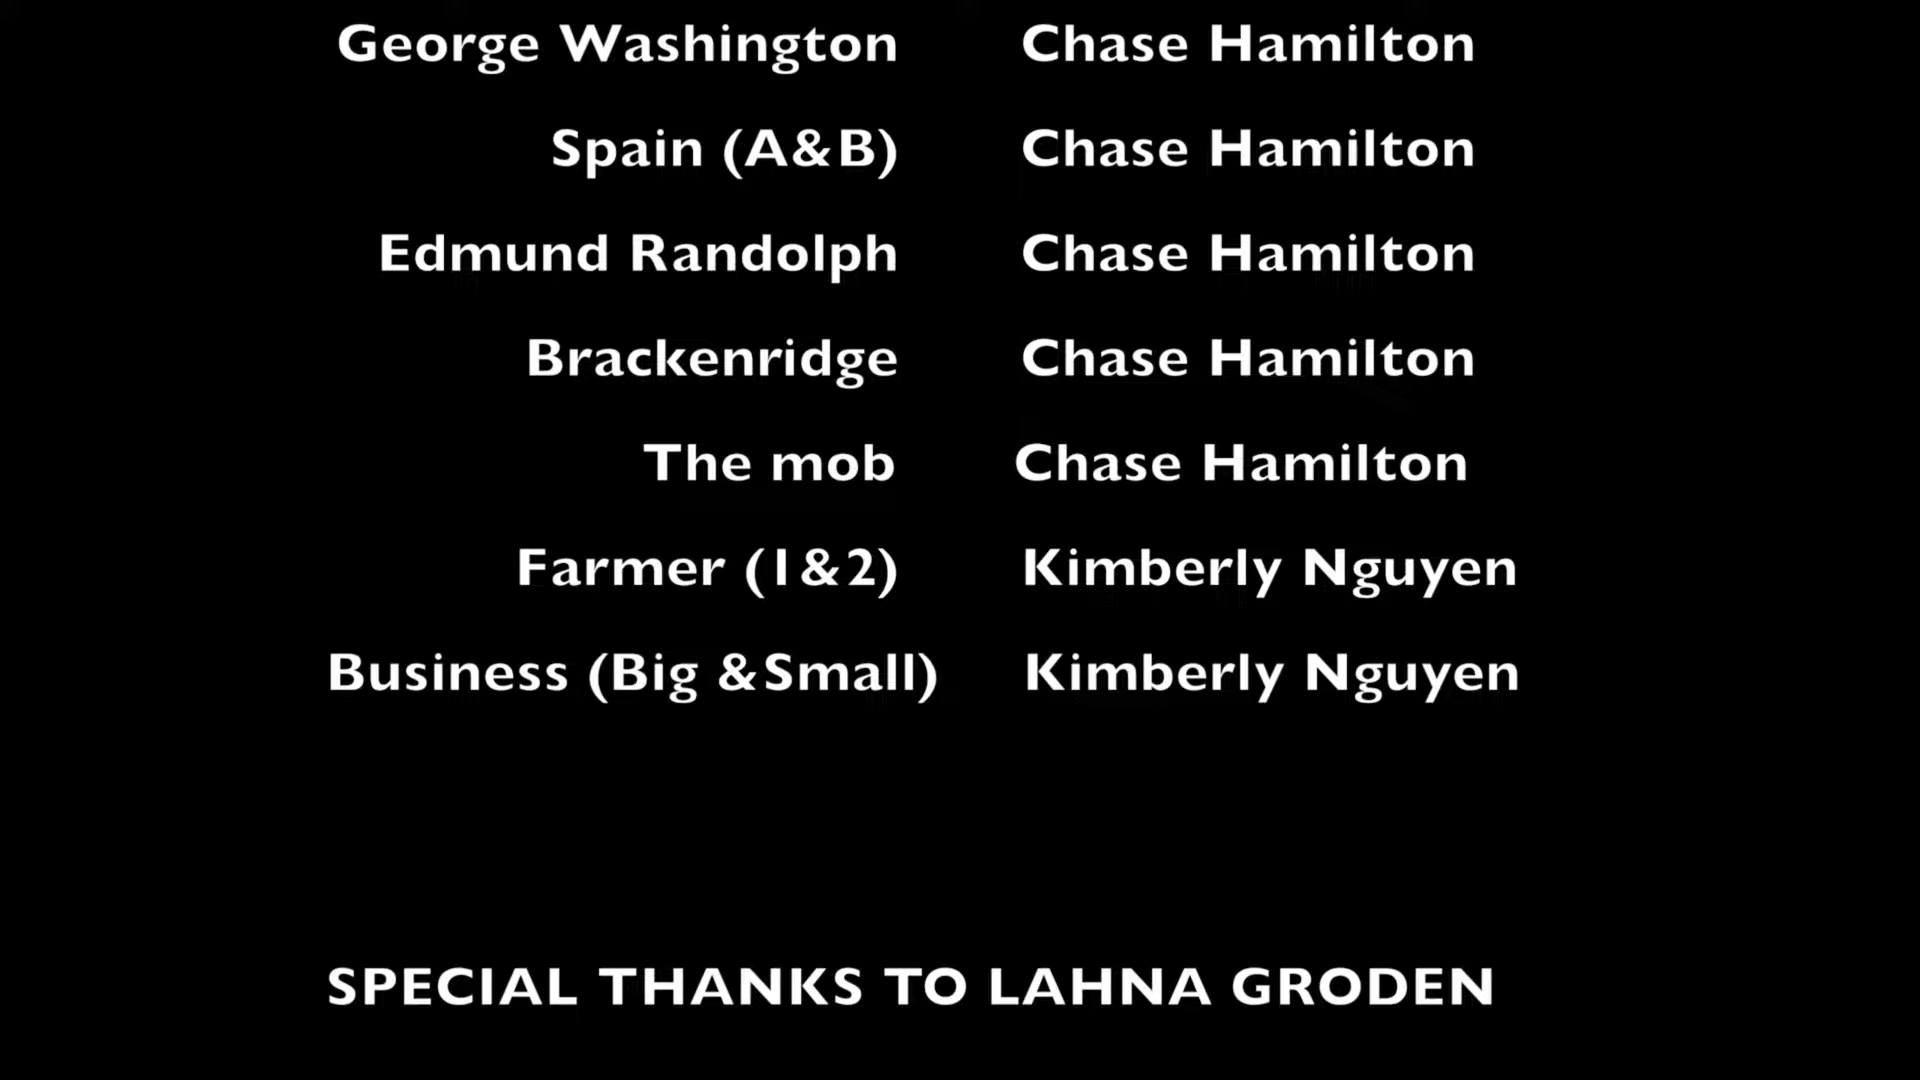 George Washington Chase Hamilton
Spain (A&B) Chase Hamilton
Edmund Randolph Chase Hamilton
Brackenridge Chase Hamilton
The mob Chase Hamilton
Farmer (1&2) Kimberly Nguyen
Business (Big &Small) Kimberly Nguyen
SPECIAL THANKS TO LAHNA GRODEN